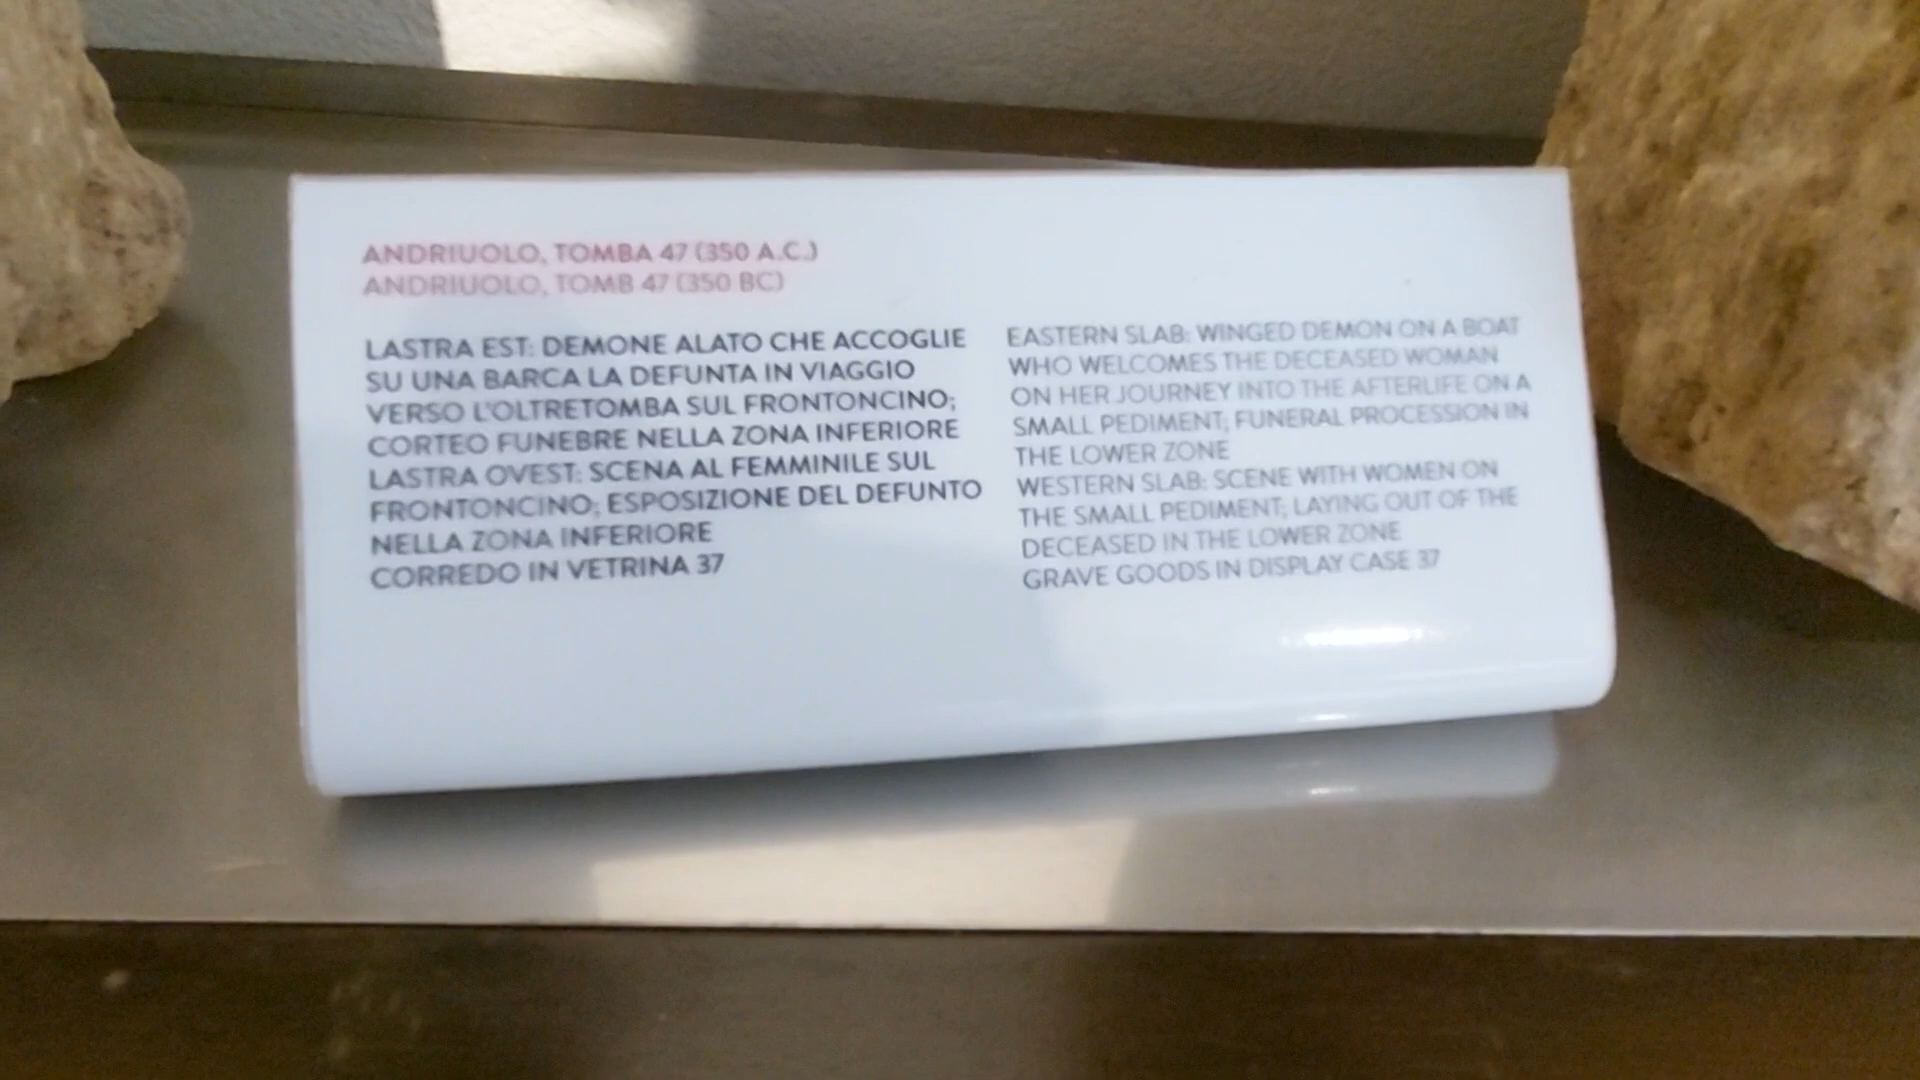 ANDRIUOLO, TOMBA 47 (350 A.C.)
ANDRIUOLO, TOMB 47 (350 BC)
LASTRA EST: DEMONE ALATO CHE ACCOGLIE
SU UNA BARCA LA DEFUNTA IN VIAGGIO
VERSO L'OLTRETOMBA SUL FRONTONCINO;
CORTEO FUNEBRE NELLA ZONA INFERIORE
LASTRA OVEST: SCENA AL FEMMINILE SUL
FRONTONCINO; ESPOSIZIONE DEL DEFUNTO
NELLA ZONA INFERIORE
CORREDO IN VETRINA 37
EASTERN SLAB: WINGED DEMON ON A BOAT
WHO WELCOMES THE DECEASED WOMAN
ON HER JOURNEY INTO THE AFTERLIFE ON A
SMALL PEDIMENT; FUNERAL PROCESSION IN
THE LOWER ZONE
WESTERN SLAB: SCENE WITH WOMEN ON
THE SMALL PEDIMENT; LAYING OUT OF THE
DECEASED IN THE LOWER ZONE
GRAVE GOODS IN DISPLAY CASE 37